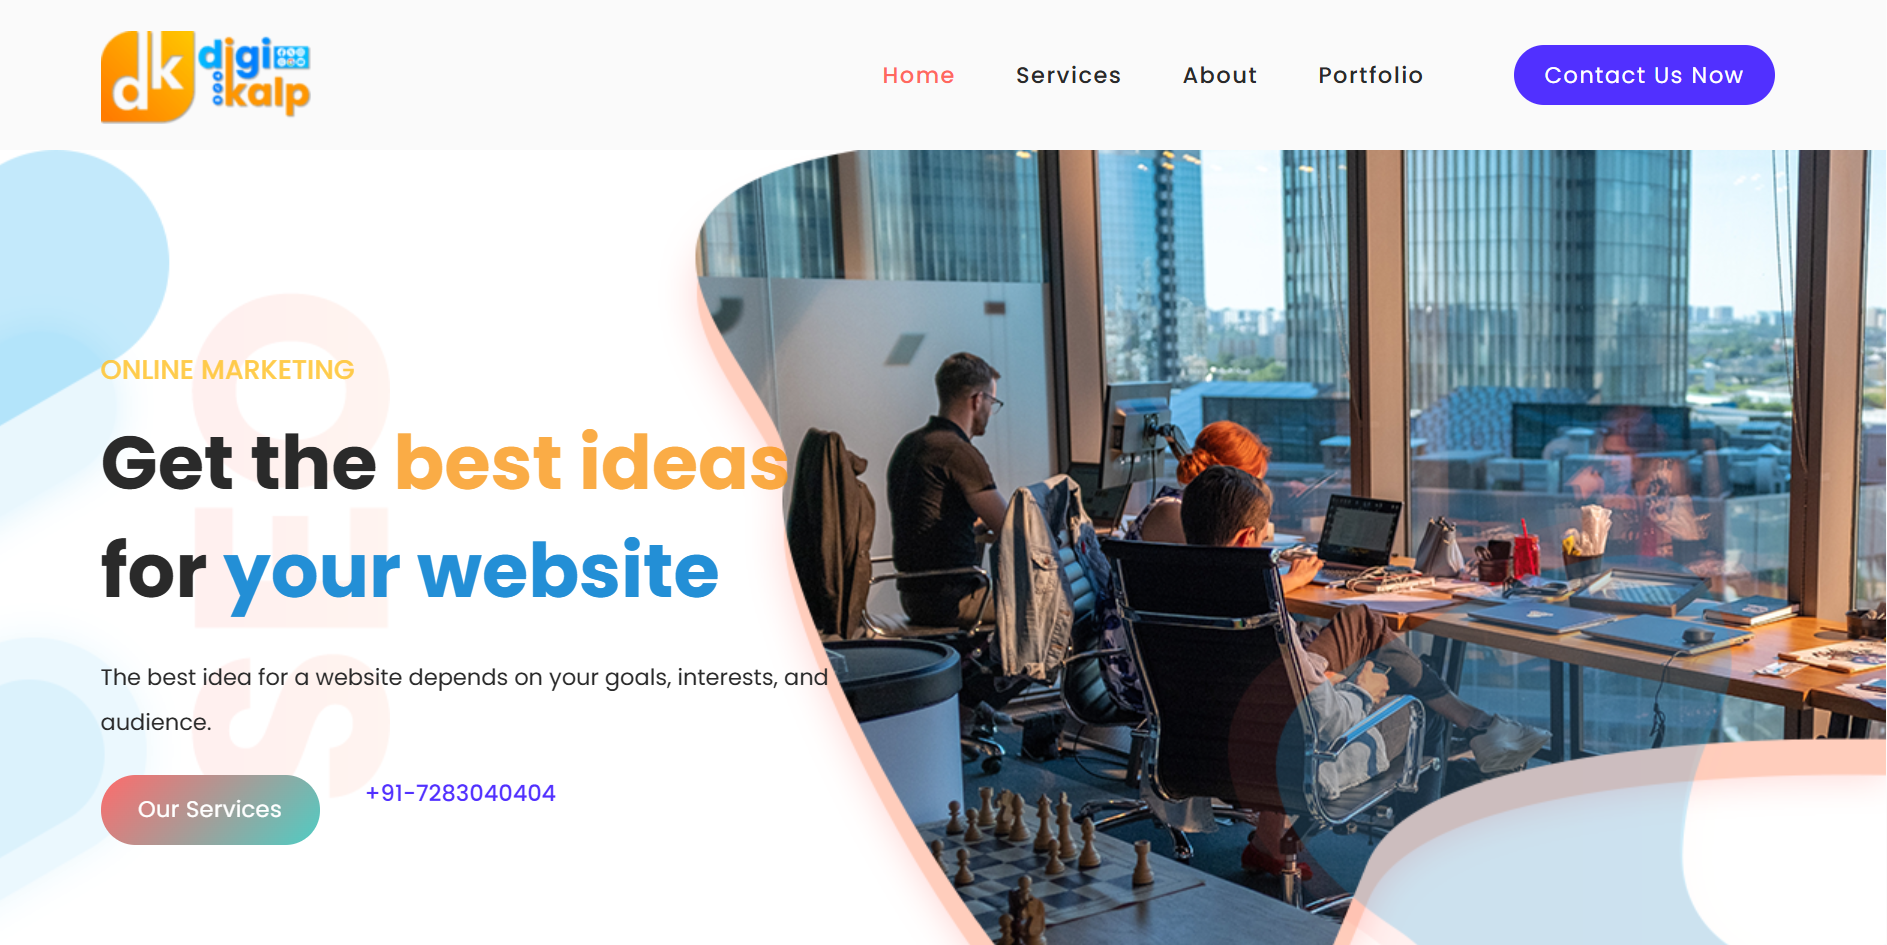 dk digi
kalp
Home Services About Portfolio Contact Us Now
ONLINE MARKETING
Get the best ideas
for your website
SEO
The best idea for a website depends on your goals, interests, and
audience.
Our Services +91-7283040404